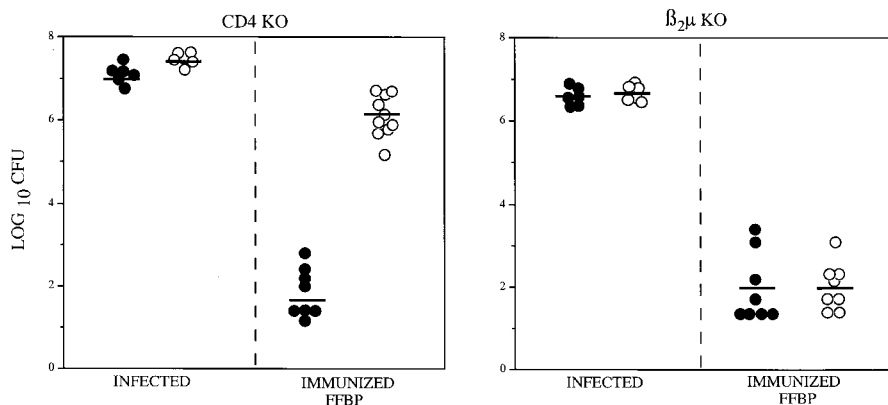 CD4 KO
ß2µ KO
LOG 10 CFU
8
6
4
2
0
8
6
4
2
0
INFECTED
IMMUNIZED
FFBP
INFECTED
IMMUNIZED
FFBP